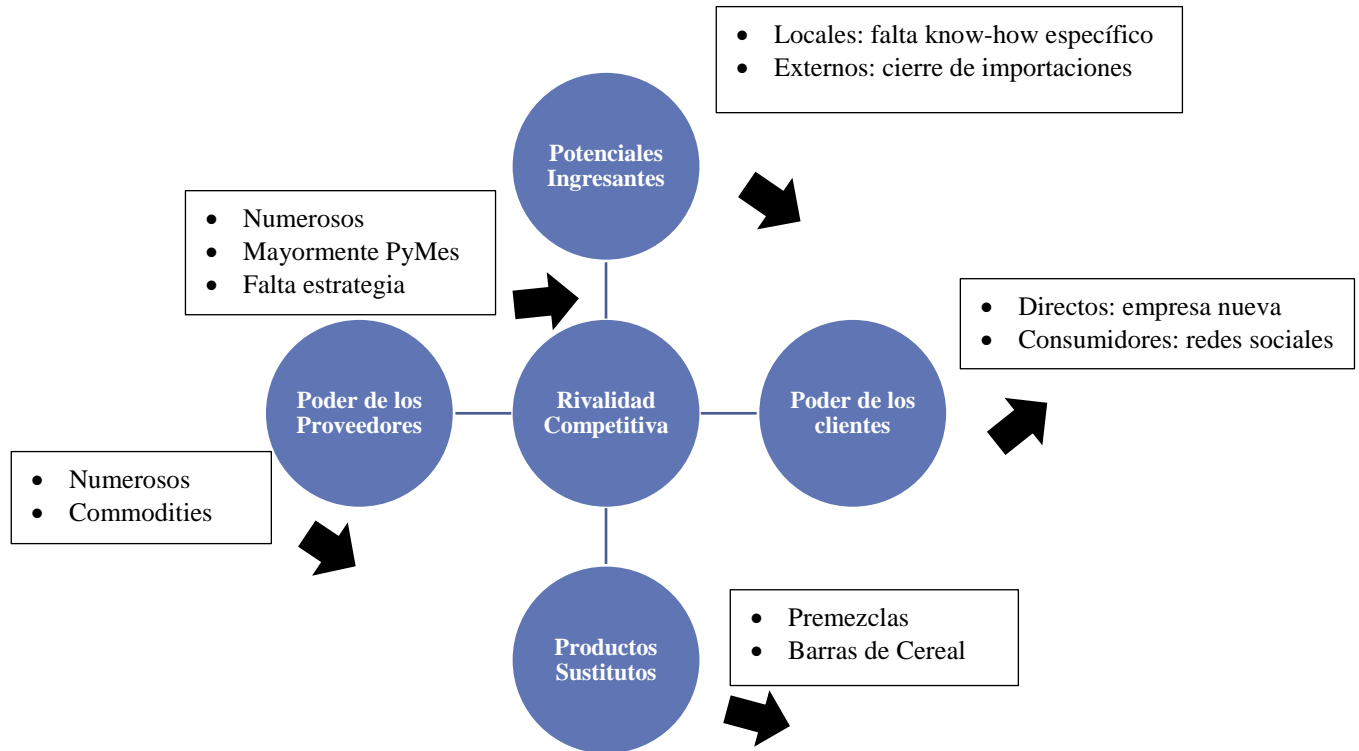 • Locales: falta know-how específico
• Externos: cierre de importaciones
Potenciales
Ingresantes
• Numerosos
• Mayormente PyMes
• Falta estrategia
• Directos: empresa nueva
• Consumidores: redes sociales
Poder de los
Proveedores
Rivalidad
Competitiva
Poder de los
clientes
• Numerosos
• Commodities
• Premezclas
• Barras de Cereal
Productos
Sustitutos